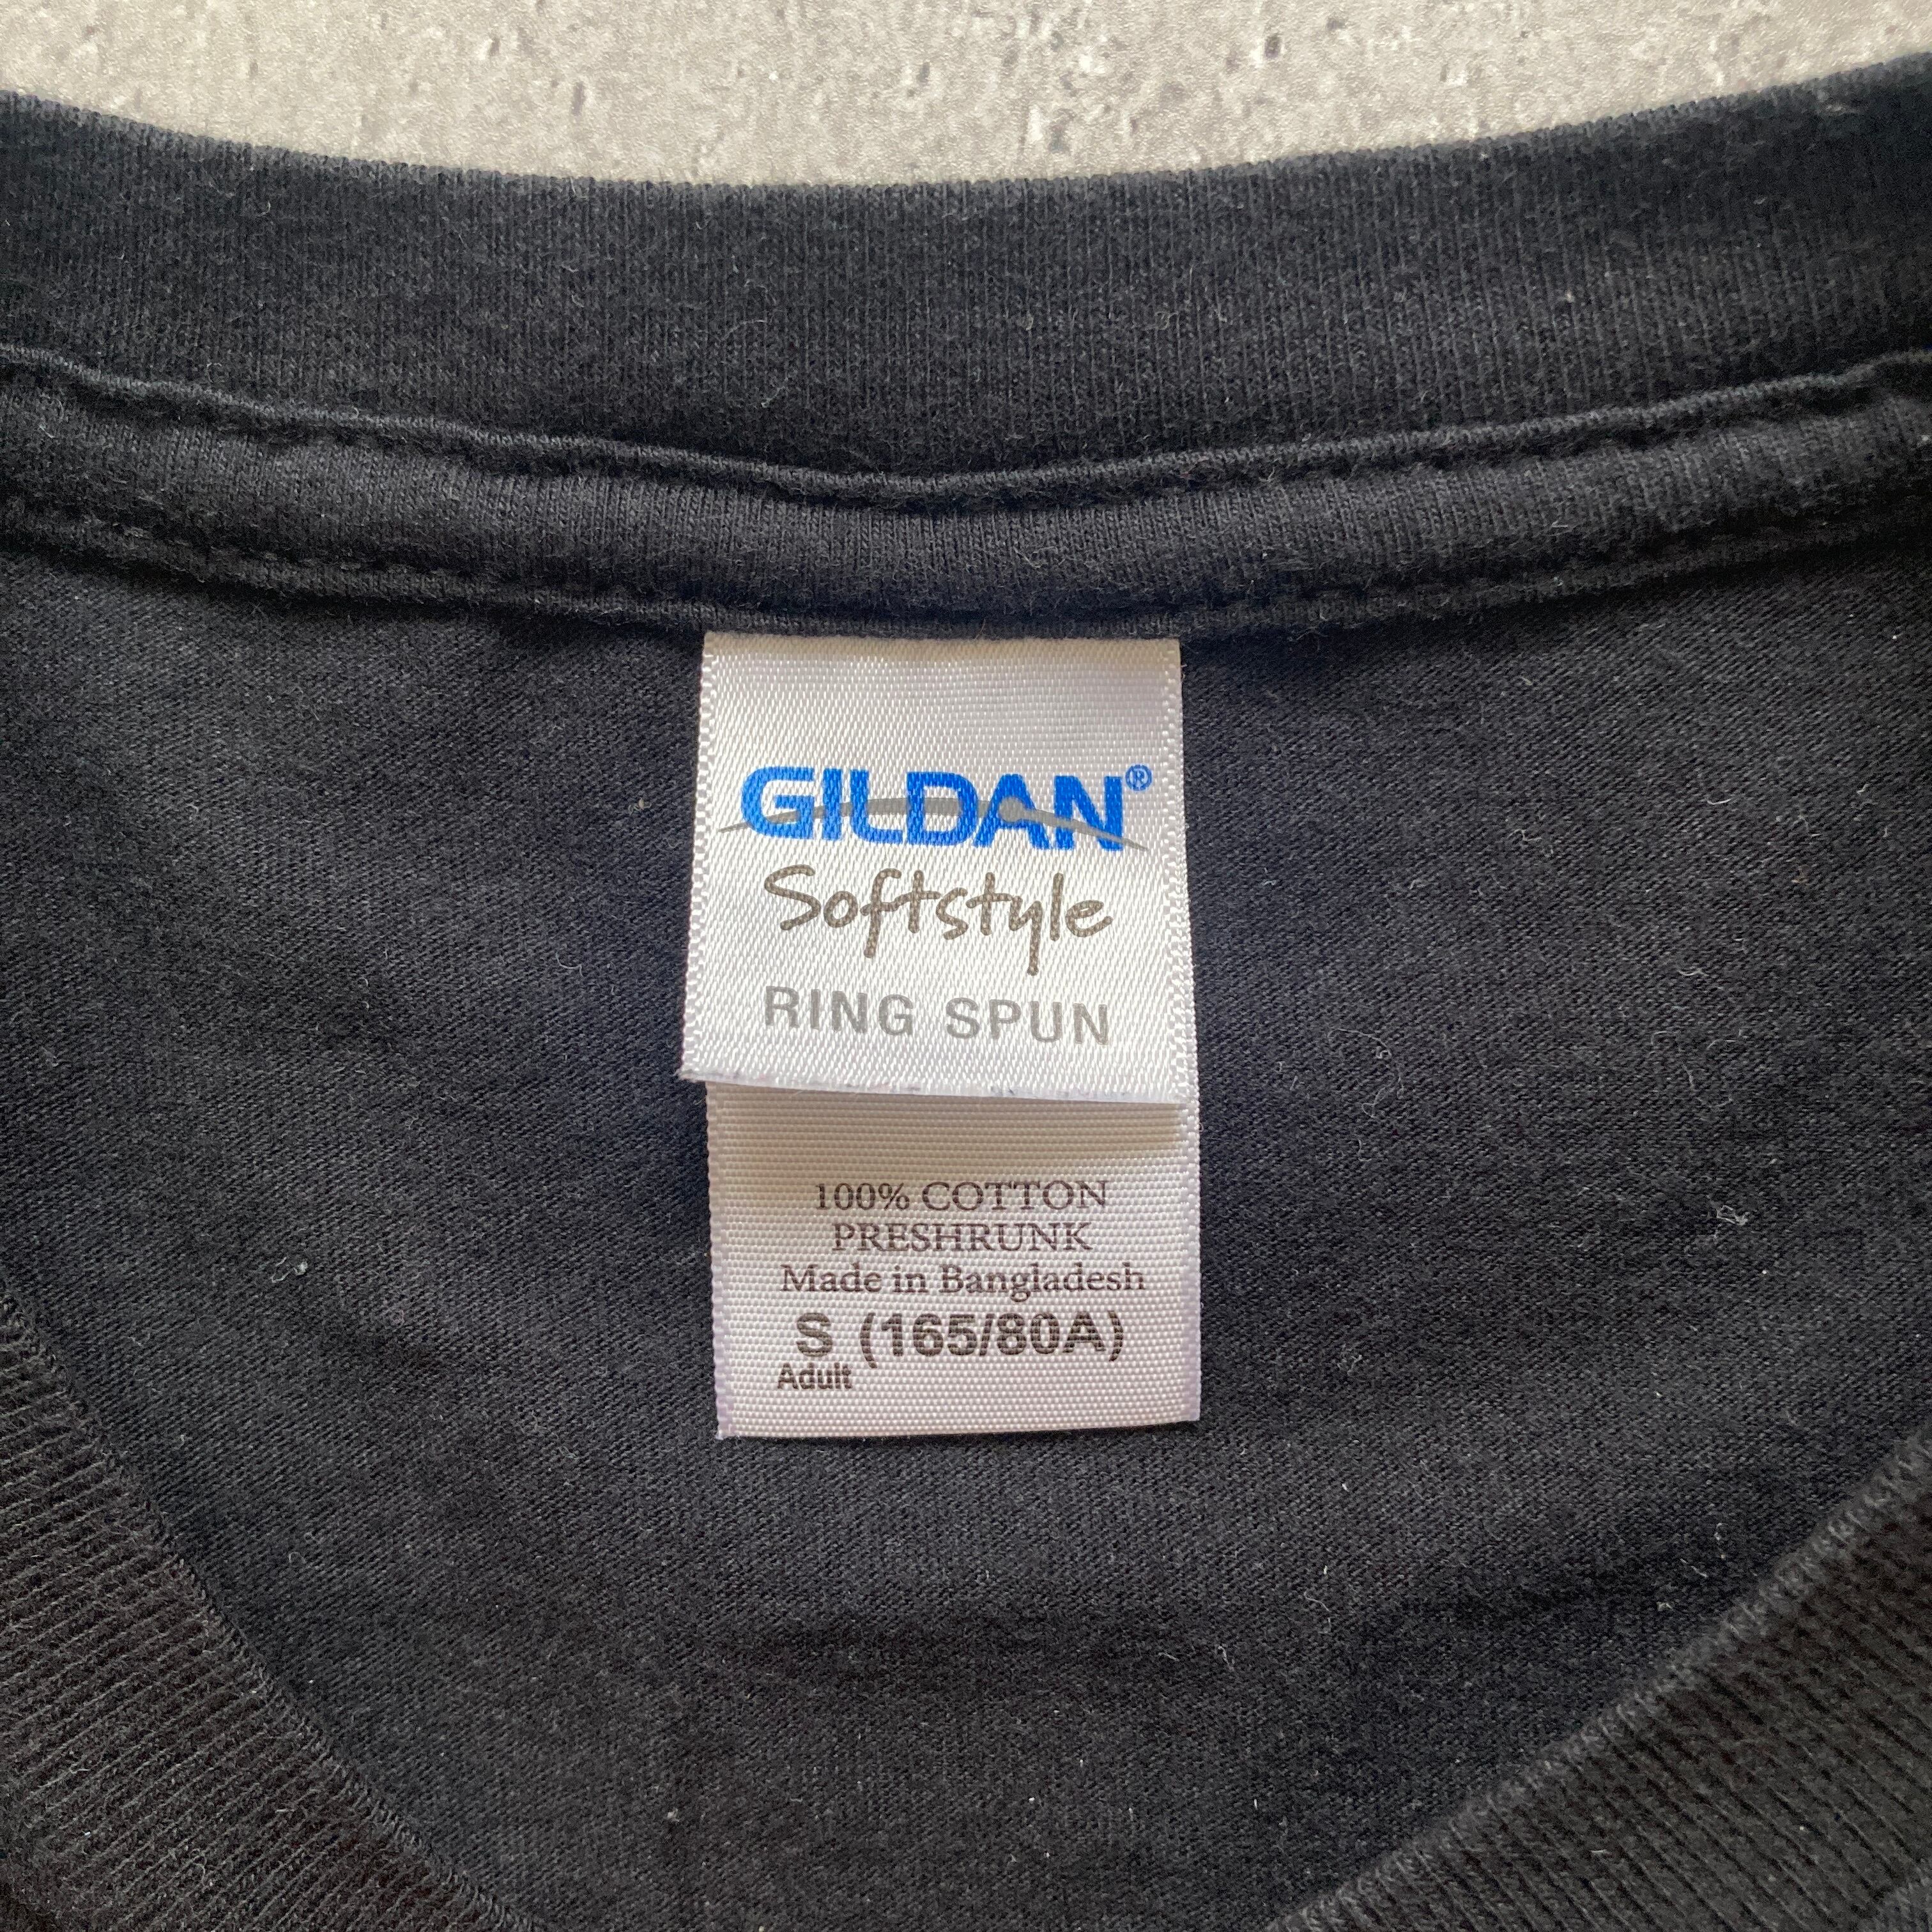 GILDAN®
Softstyle
RING SPUN
100% COTTON
PRESHRUNK
Made in Bangladesh
S (165/80A)
Adult